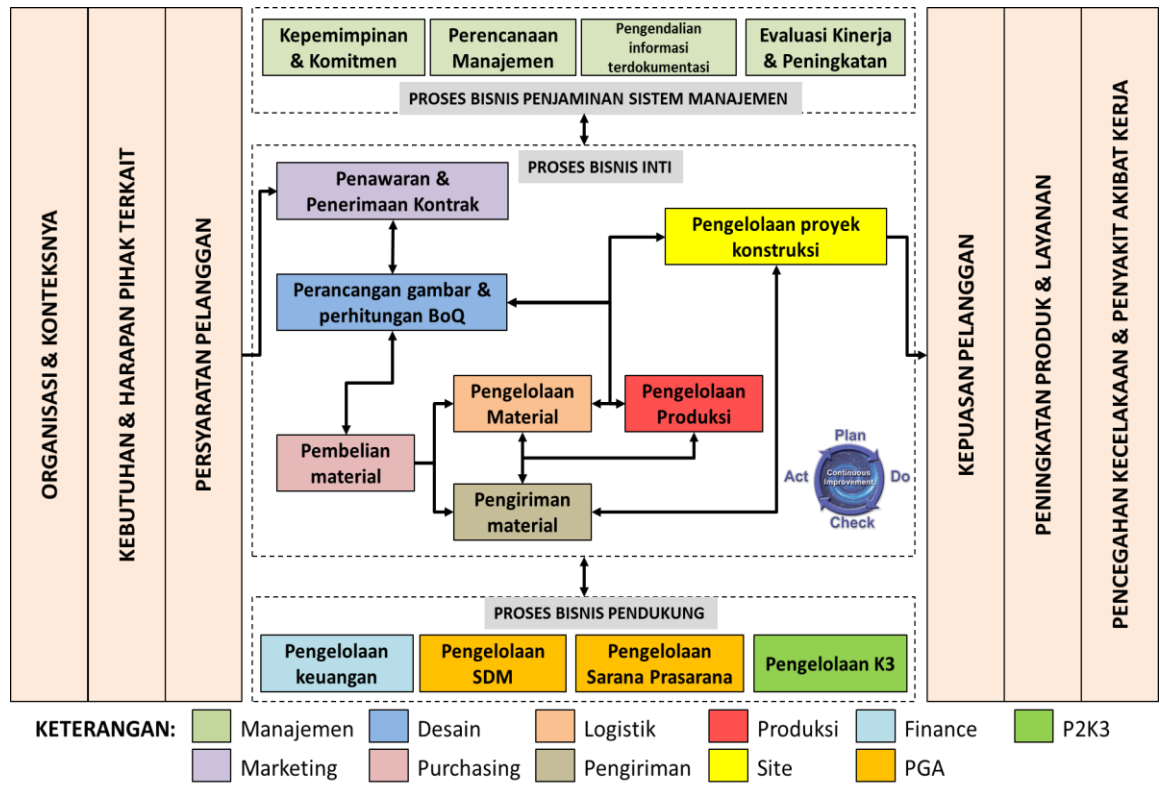 ORGANISASI & KONTEKSNYA
KEBUTUHAN & HARAPAN PIHAK TERKAIT
PERSYARATAN PELANGGAN
Kepemimpinan
& Komitmen
Perencanaan
Manajemen
Pengendalian
informasi
terdokumentasi
Evaluasi Kinerja
& Peningkatan
PROSES BISNIS PENJAMINAN SISTEM MANAJEMEN
PROSES BISNIS INTI
Penawaran &
Penerimaan Kontrak
Pengelolaan proyek
konstruksi
Perancangan gambar &
perhitungan BoQ
Pengelolaan
Material
Pengelolaan
Produksi
Pembelian
material
Pengiriman
material
Plan
Act
Continuous
Improvement
Do
Check
PROSES BISNIS PENDUKUNG
Pengelolaan
keuangan
Pengelolaan
SDM
Pengelolaan
Sarana Prasarana
Pengelolaan K3
KEPUASAN PELANGGAN
PENINGKATAN PRODUK & LAYANAN
PENCEGAHAN KECELAKAAN & PENYAKIT AKIBAT KERJA
KETERANGAN:
Manajemen
Desain
Logistik
Produksi
Finance
P2K3
Marketing
Purchasing
Pengiriman
Site
PGA